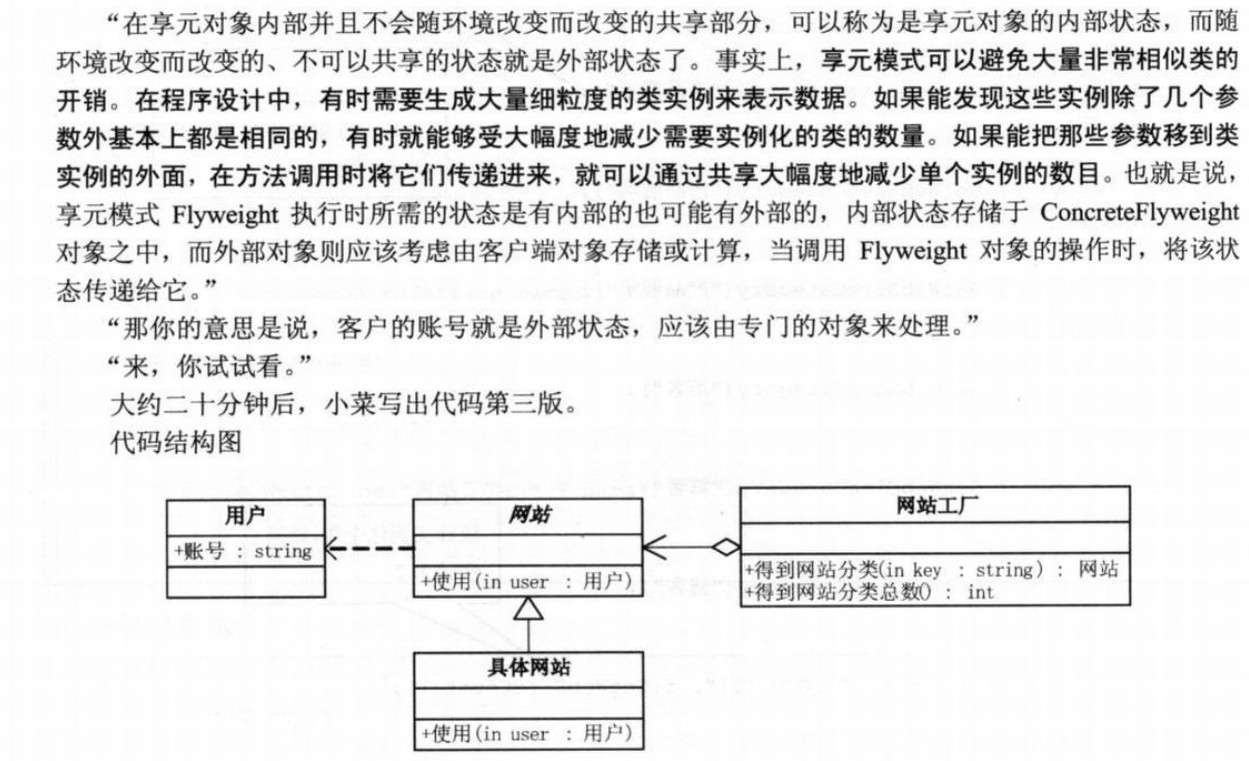 “在享元对象内部并且不会随环境改变而改变的共享部分，可以称为是享元对象的内部状态，而随
环境改变而改变的、不可以共享的状态就是外部状态了。事实上，享元模式可以避免大量非常相似类的
开销。在程序设计中，有时需要生成大量细粒度的类实例来表示数据。如果能发现这些实例除了几个参
数外基本上都是相同的，有时就能够受大幅度地减少需要实例化的类的数量。如果能把那些参数移到类
实例的外面，在方法调用时将它们传递进来，就可以通过共享大幅度地减少单个实例的数目。也就是说，
享元模式 Flyweight 执行时所需的状态是有内部的也可能有外部的，内部状态存储于 ConcreteFlyweight
对象之中，而外部对象则应该考虑由客户端对象存储或计算，当调用 Flyweight 对象的操作时，将该状
态传递给它。”
“那你的意思是说，客户的账号就是外部状态，应该由专门的对象来处理。”
“来，你试试看。”
大约二十分钟后，小菜写出代码第三版。
代码结构图
用户
+账号 : string
网站
+使用(in user : 用户)
网站工厂
+得到网站分类(in key : string) : 网站
+得到网站分类总数() : int
具体网站
+使用(in user : 用户)